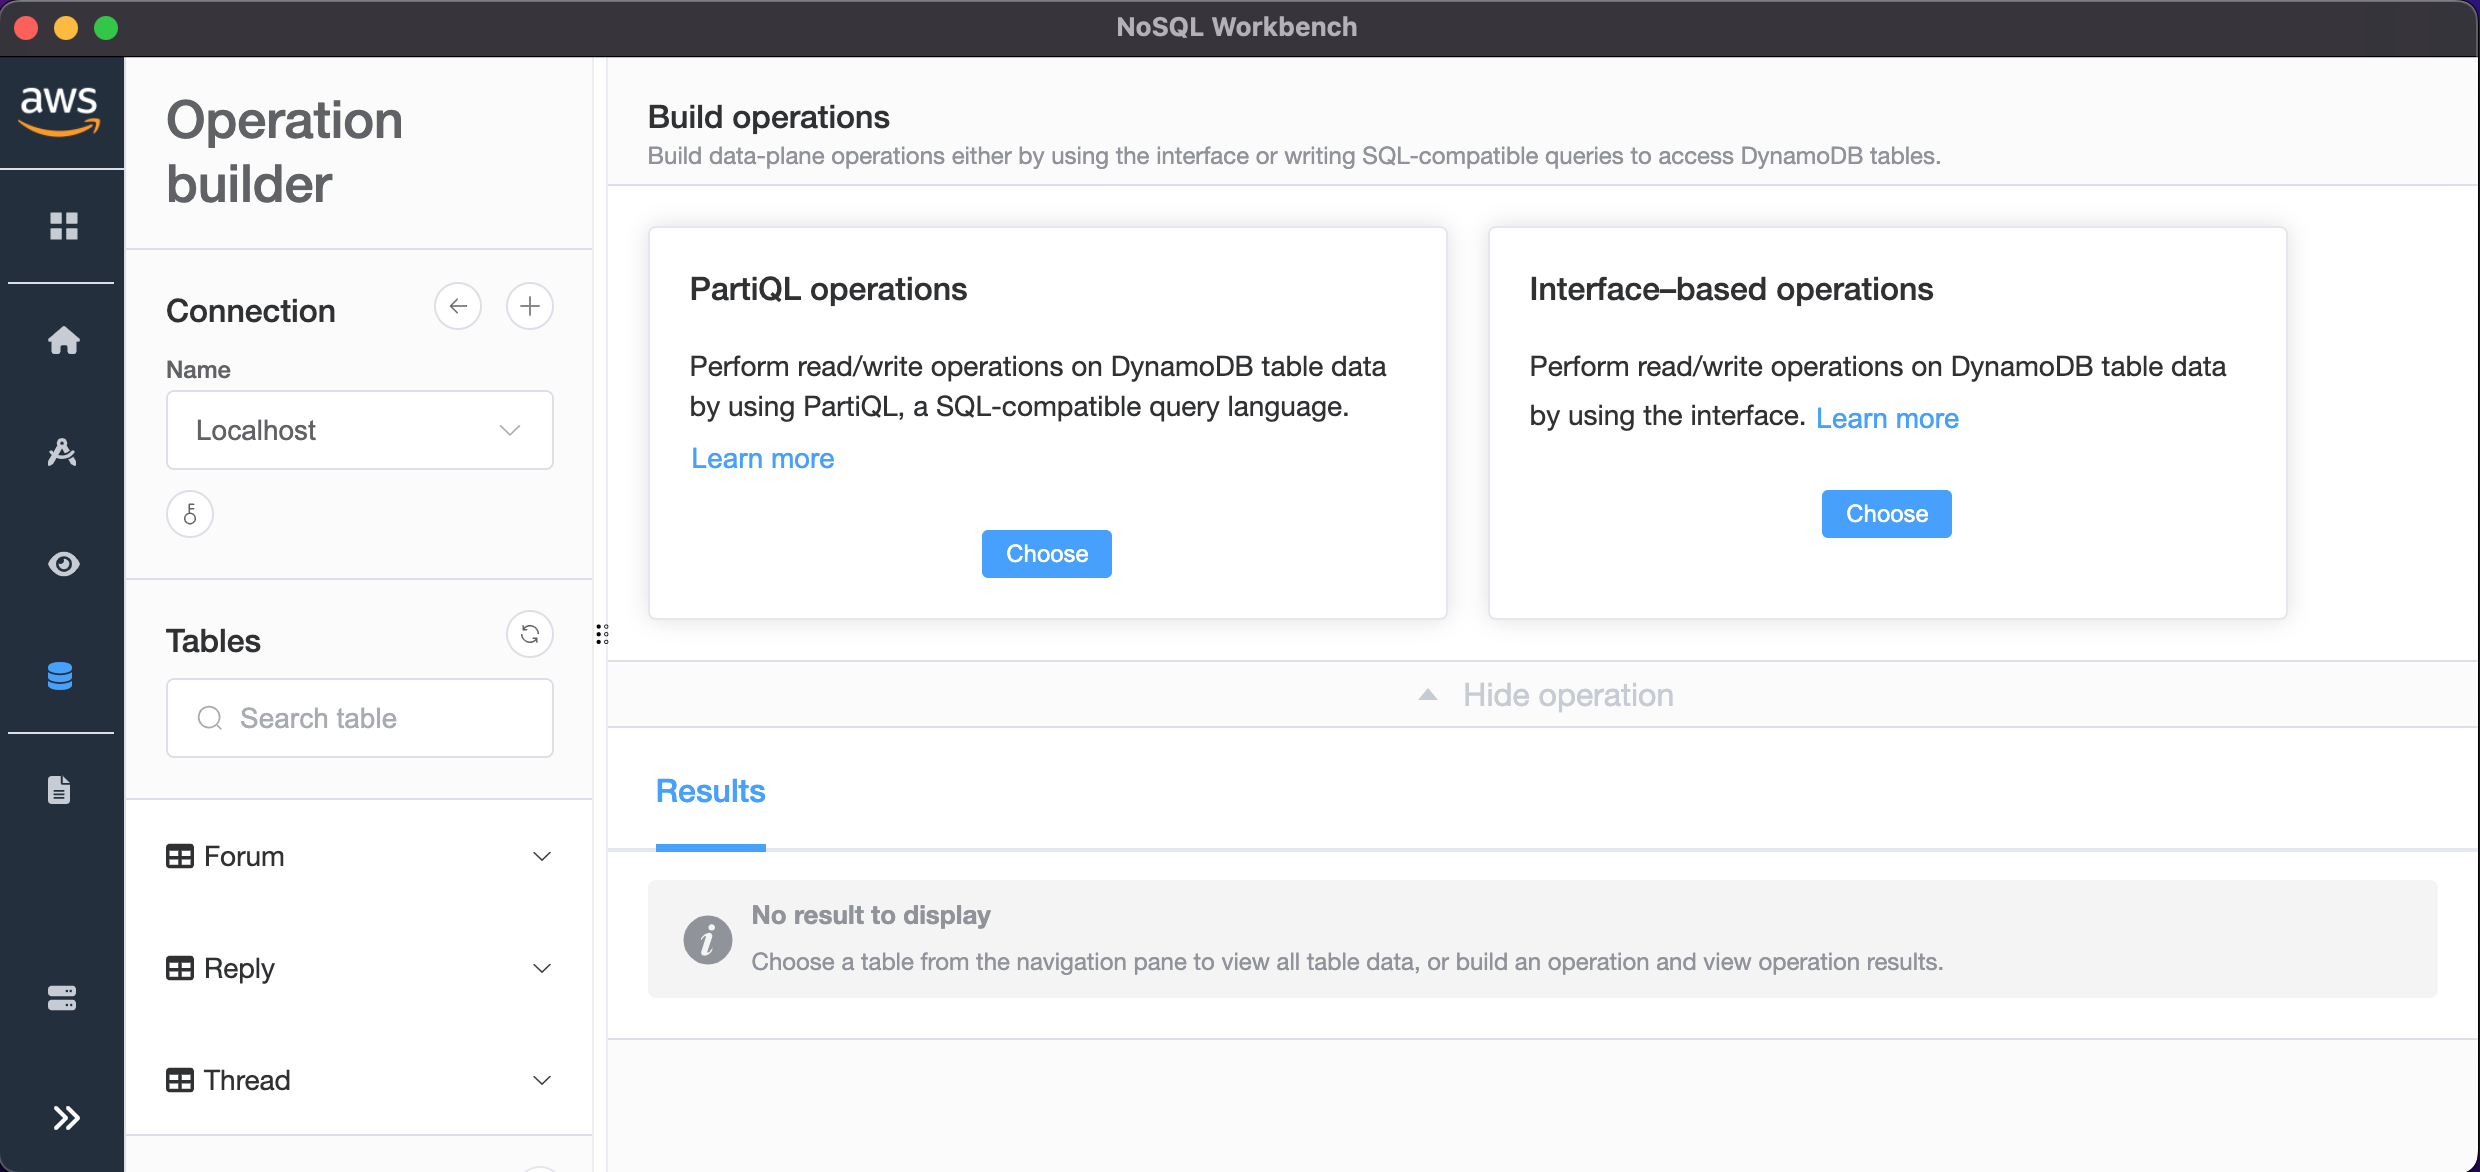 NoSQL Workbench
aws
Operation
builder
Connection
Name
Localhost
Tables
Search table
Forum
Reply
Thread
Build operations
Build data-plane operations either by using the interface or writing SQL-compatible queries to access DynamoDB tables.
PartiQL operations
Perform read/write operations on DynamoDB table data
by using PartiQL, a SQL-compatible query language.
Learn more
Choose
Interface–based operations
Perform read/write operations on DynamoDB table data
by using the interface. Learn more
Choose
Hide operation
Results
No result to display
Choose a table from the navigation pane to view all table data, or build an operation and view operation results.